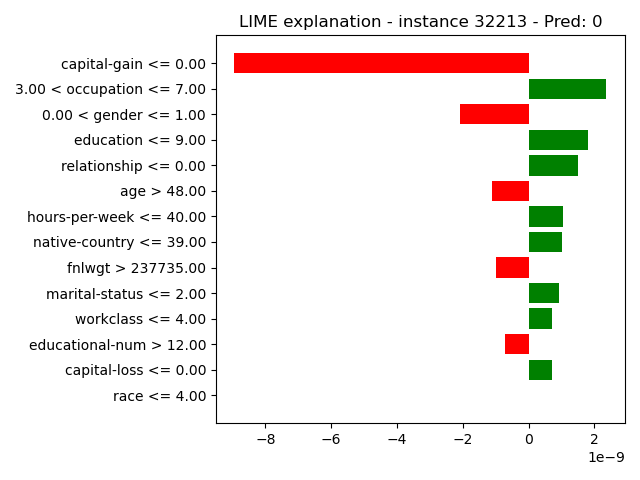 LIME explanation - instance 32213 - Pred: 0
capital-gain <= 0.00
3.00 < occupation <= 7.00
0.00 < gender <= 1.00
education <= 9.00
relationship <= 0.00
age > 48.00
hours-per-week <= 40.00
native-country <= 39.00
fnlwgt > 237735.00
marital-status <= 2.00
workclass <= 4.00
educational-num > 12.00
capital-loss <= 0.00
race <= 4.00
−8 −6 −4 −2 0 2
1e−9